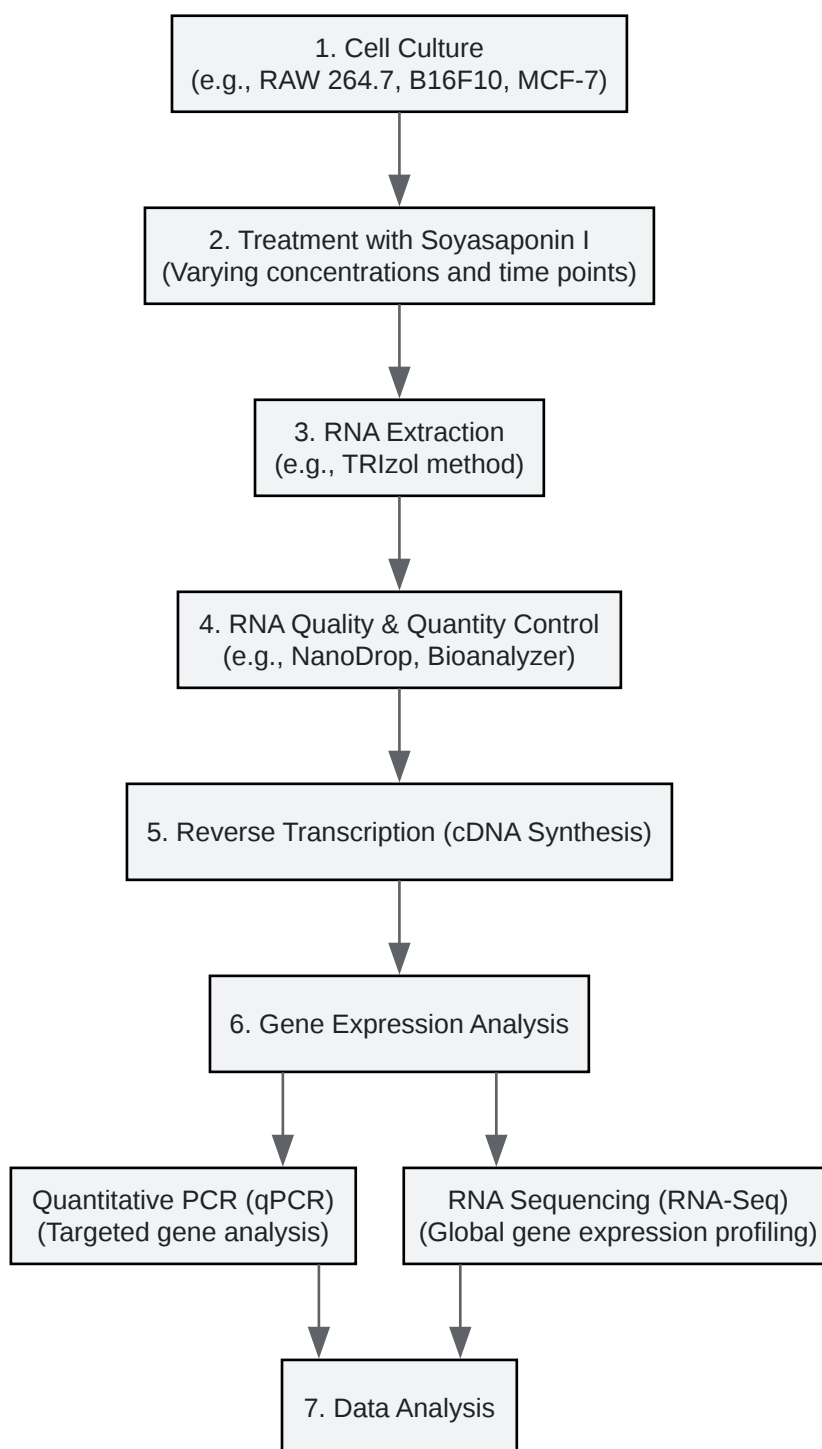 1. Cell Culture
(e.g., RAW 264.7, B16F10, MCF-7)
2. Treatment with Soyasaponin I
(Varying concentrations and time points)
3. RNA Extraction
(e.g., TRIzol method)
4. RNA Quality & Quantity Control
(e.g., NanoDrop, Bioanalyzer)
5. Reverse Transcription (cDNA Synthesis)
6. Gene Expression Analysis
Quantitative PCR (qPCR)
(Targeted gene analysis)
RNA Sequencing (RNA-Seq)
(Global gene expression profiling)
7. Data Analysis